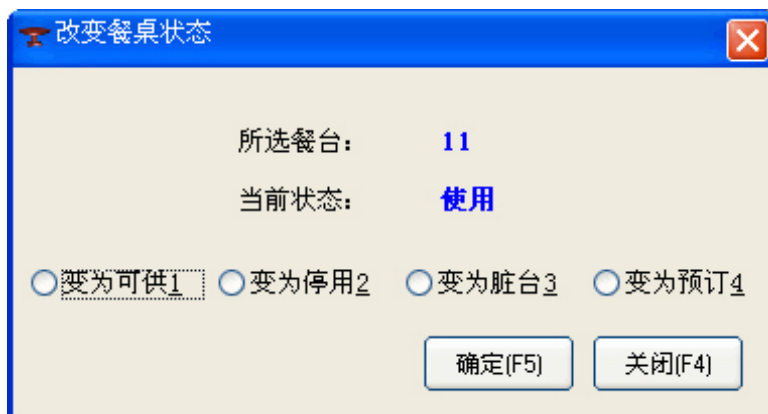 改变餐桌状态
所选餐台： 11
当前状态： 使用
变为可供1 变为停用2 变为脏台3 变为预订4
确定(F5) 关闭(F4)